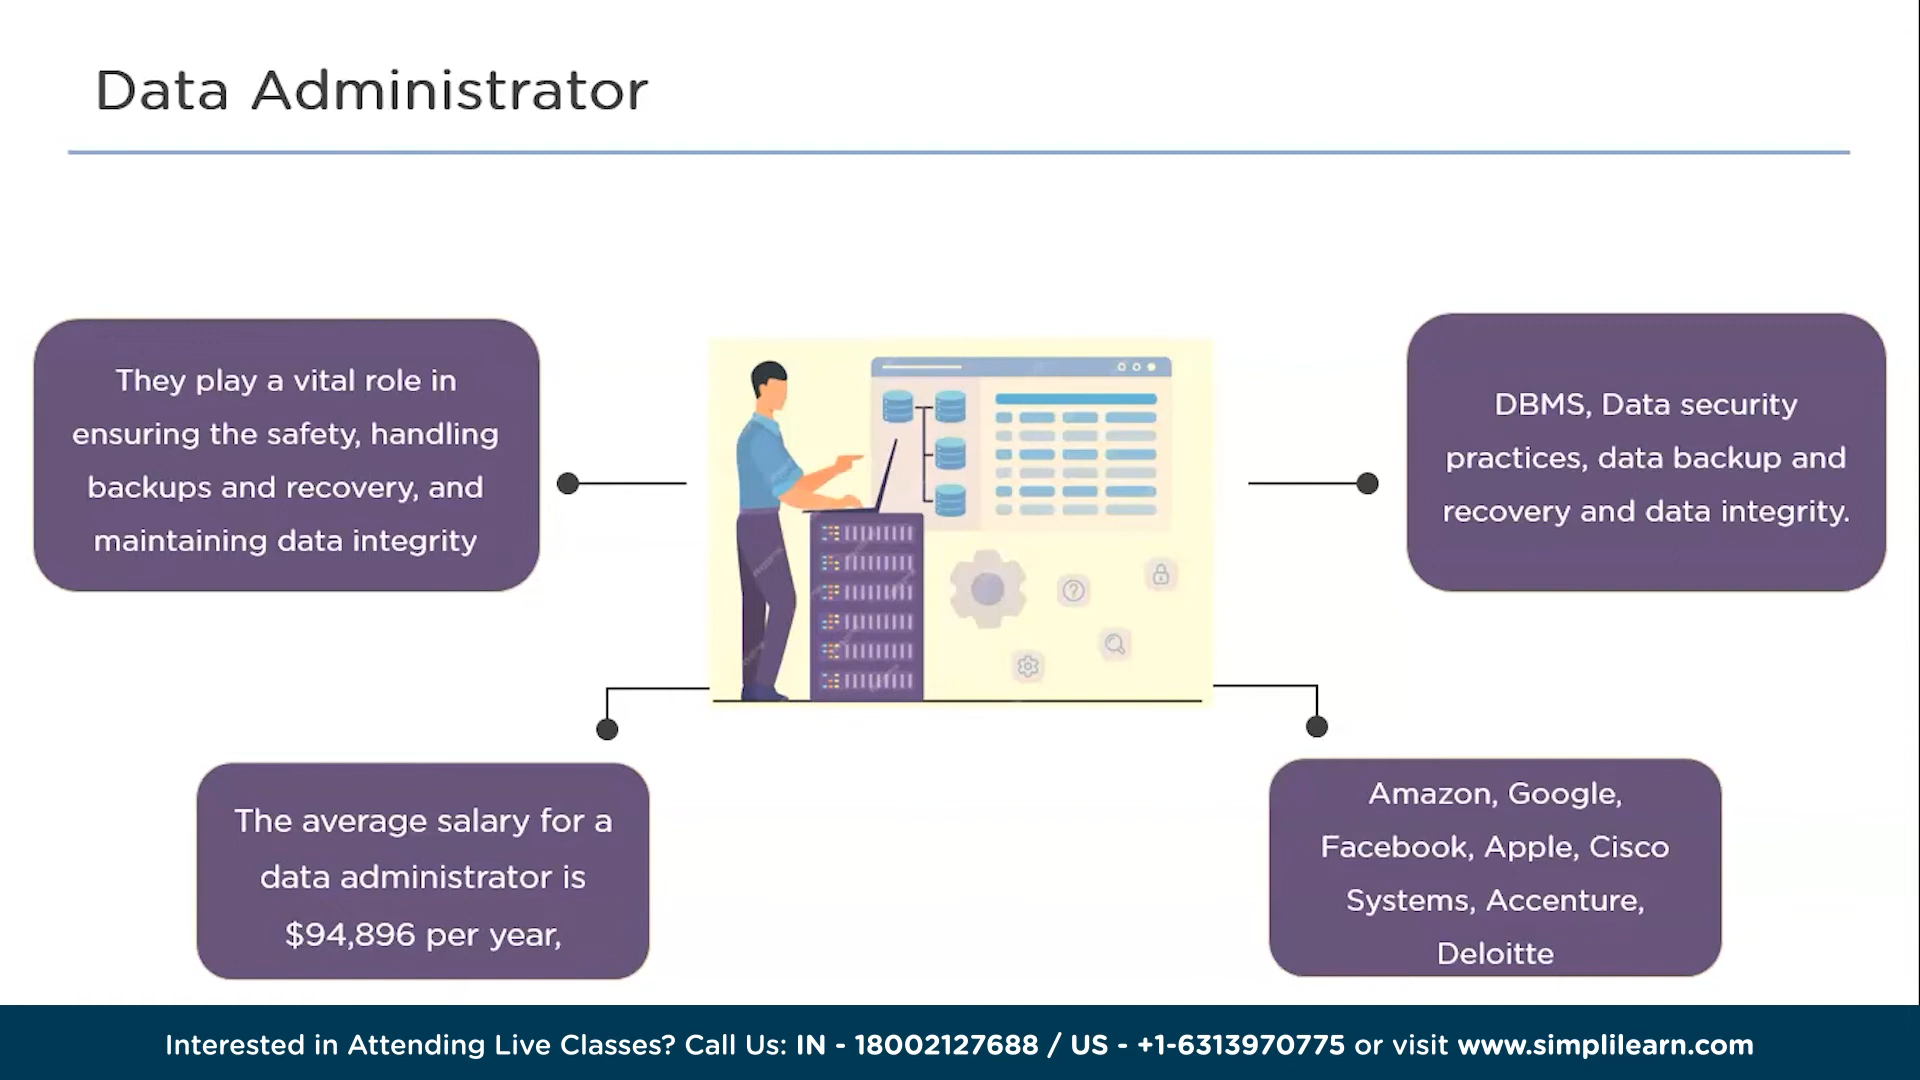 Data Administrator
They play a vital role in
ensuring the safety, handling
backups and recovery, and
maintaining data integrity
DBMS, Data security
practices, data backup and
recovery and data integrity.
The average salary for a
data administrator is
$94,896 per year,
Amazon, Google,
Facebook, Apple, Cisco
Systems, Accenture,
Deloitte
Interested in Attending Live Classes? Call Us: IN - 18002127688 / US - +1-6313970775 or visit www.simplilearn.com